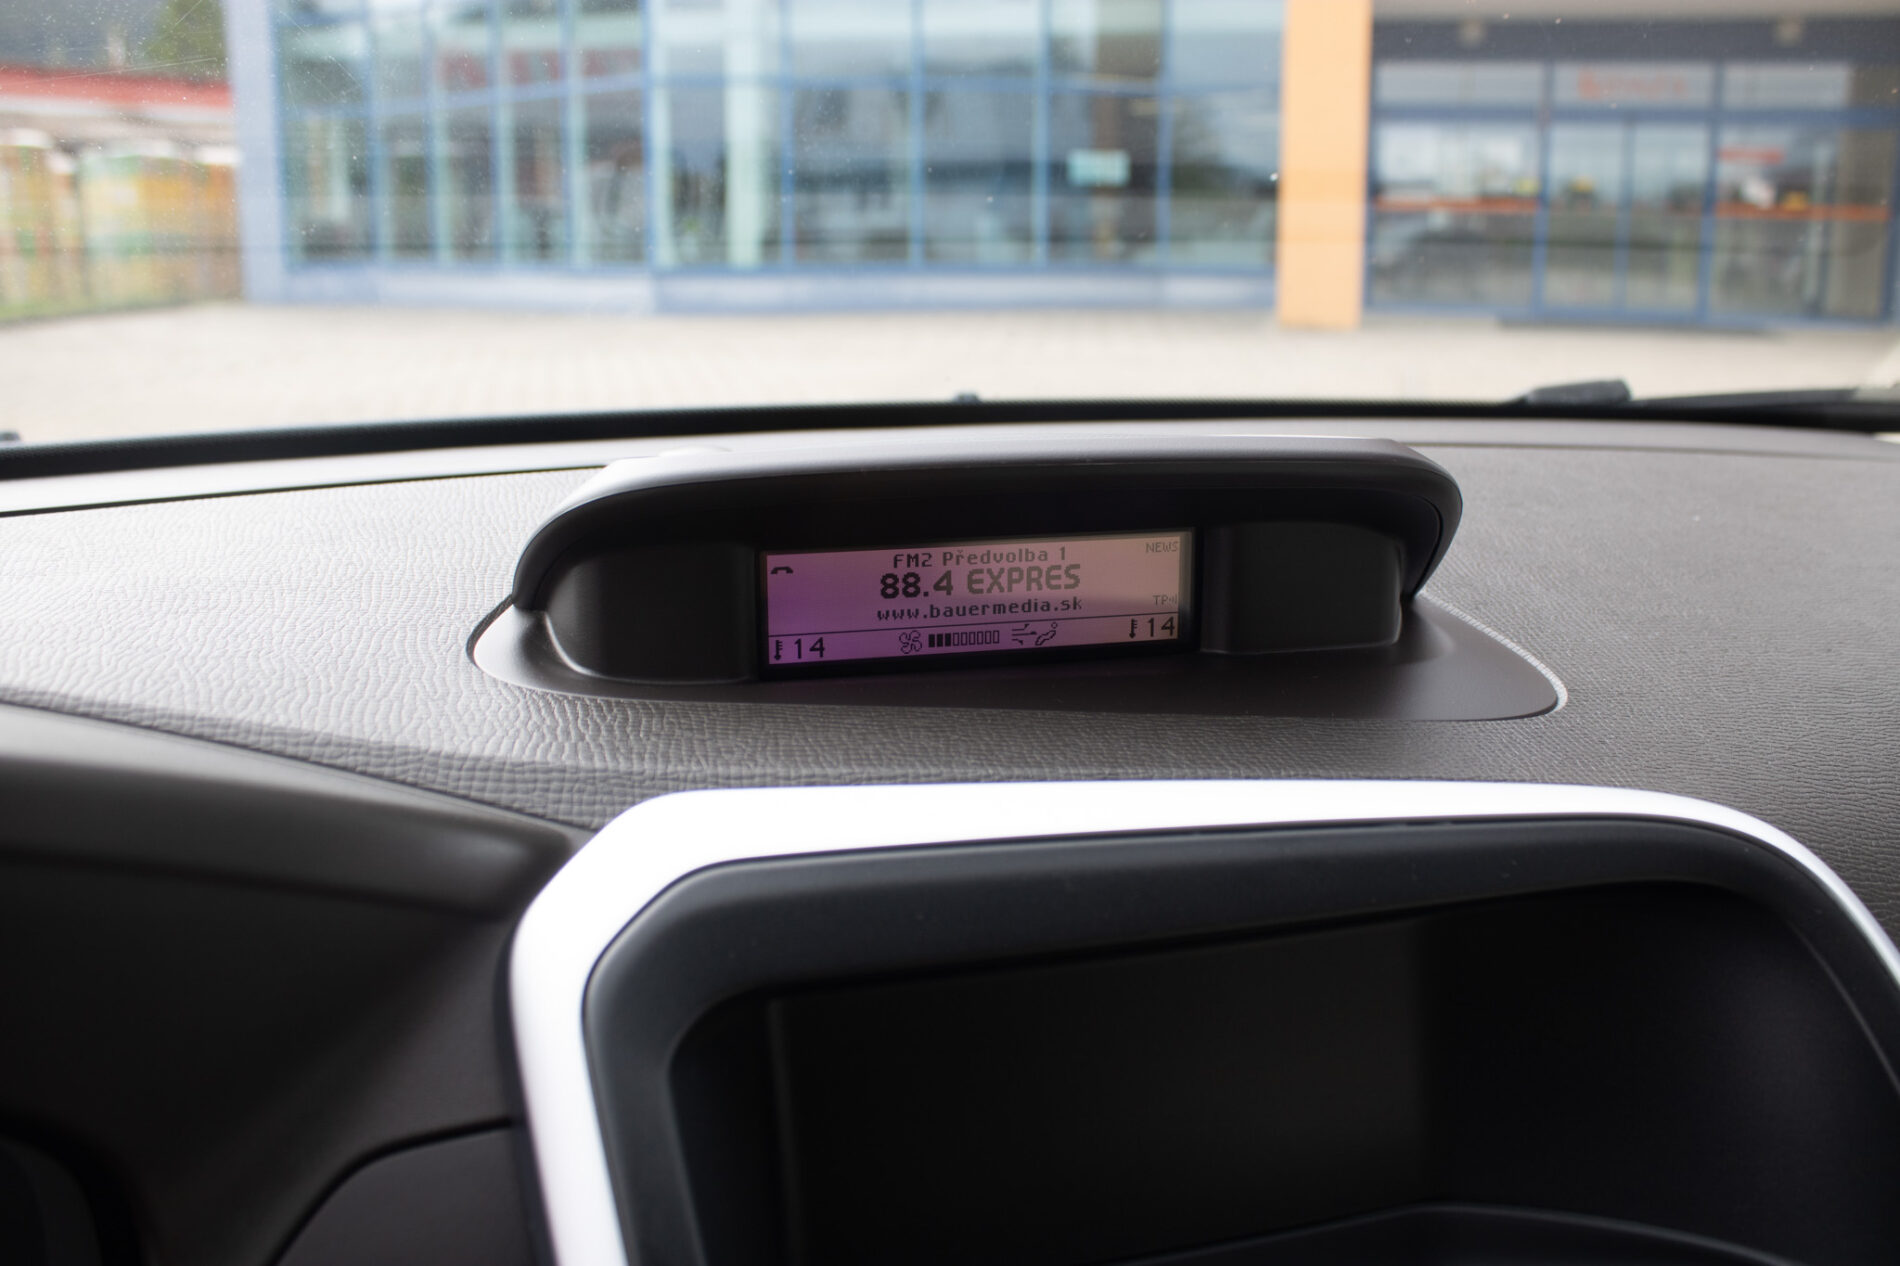 FM2 Předvolba 1
NEWS
88.4 EXPRES
www.bauermedia.sk
TP
14
14